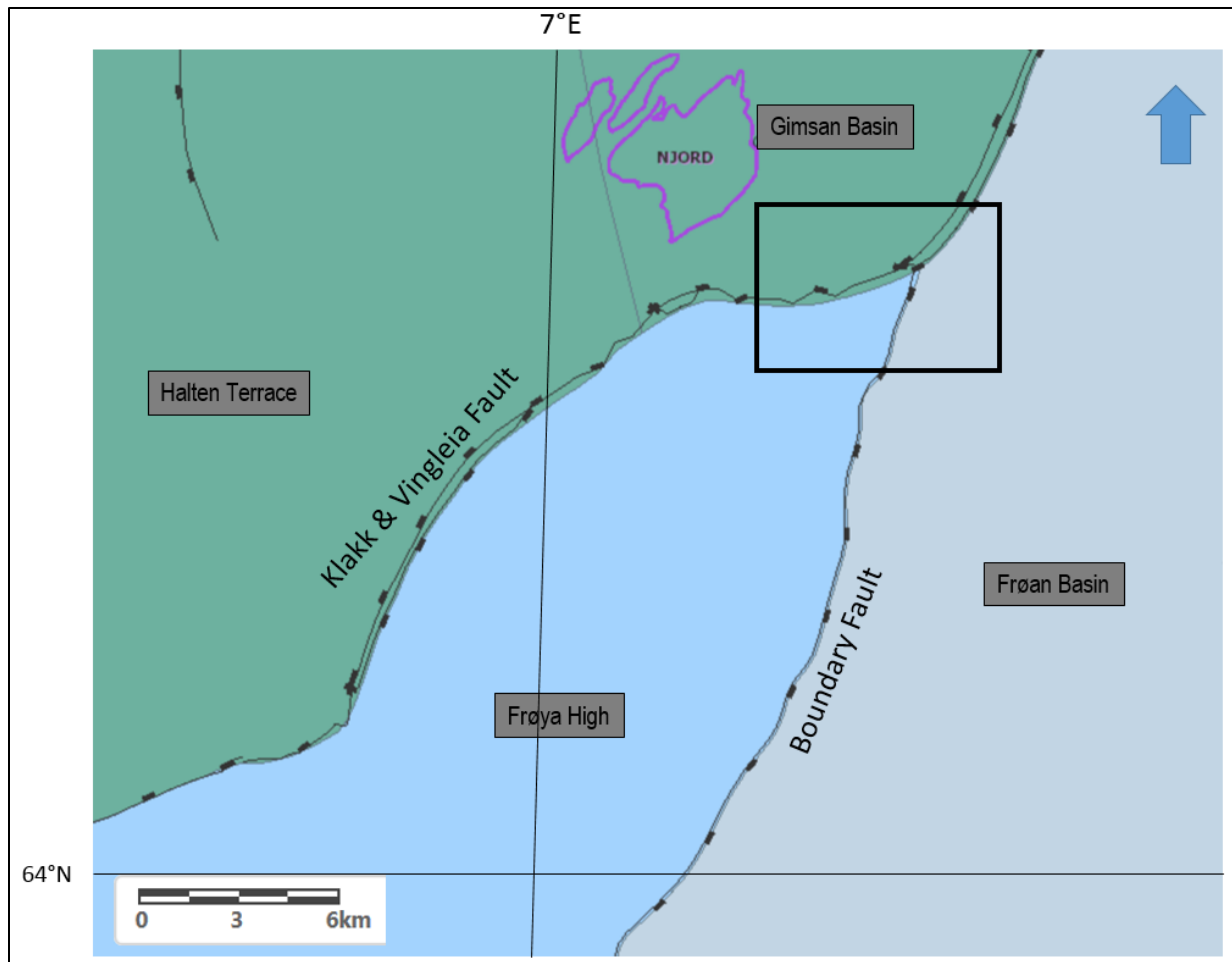 7°E
Gimsan Basin
NJORD
Halten Terrace
Klakk & Vingleia Fault
Frøan Basin
Boundary Fault
Frøya High
64°N
0 3 6km